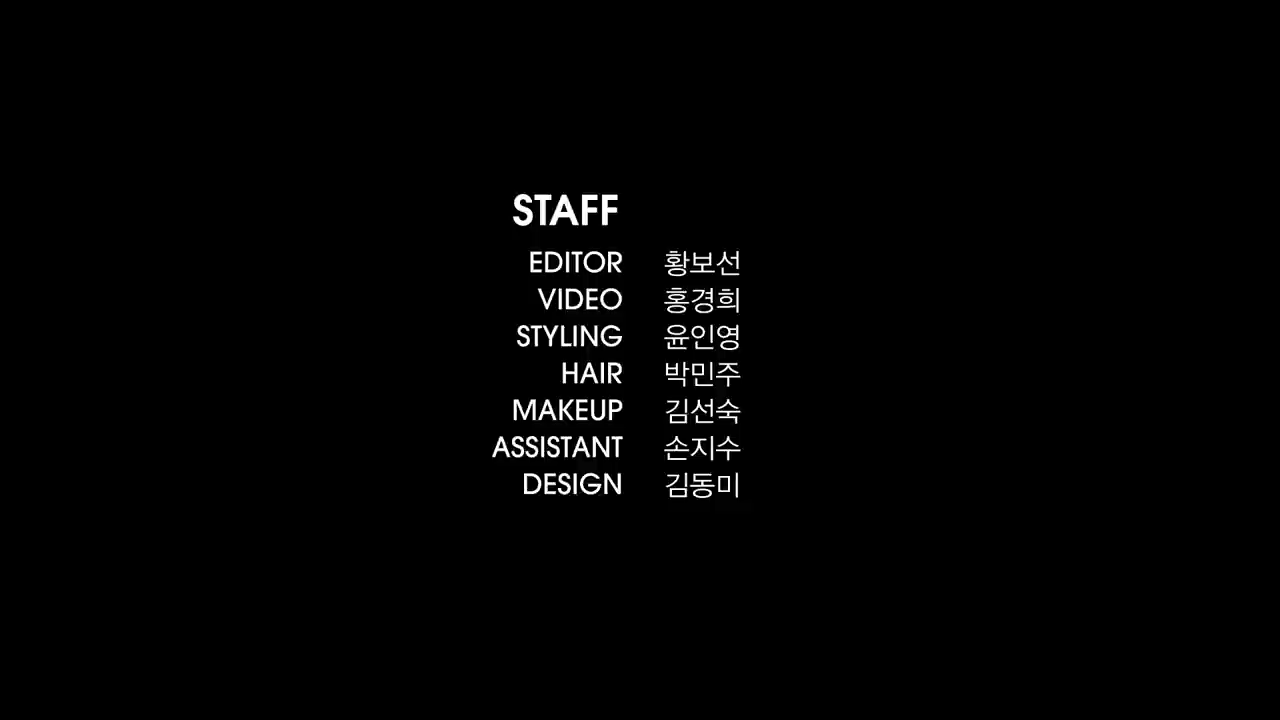 STAFF
EDITOR 황보선
VIDEO 홍경희
STYLING 윤인영
HAIR 박민주
MAKEUP 김선숙
ASSISTANT 손지수
DESIGN 김동미